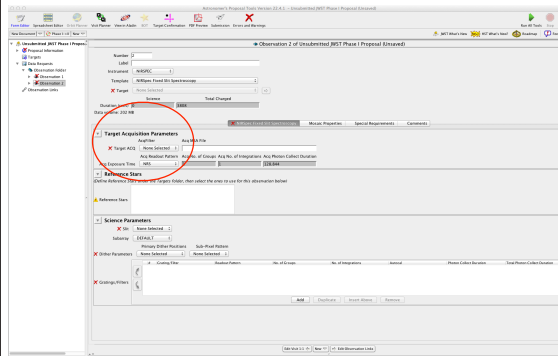 Astronomer's Proposal Tools Version 25.4.1 - Unsubmitted JWST Phase I Proposal (Unsaved)
Form Editor Spreadsheet Editor Orbit Planner Visit Planner View in Aladin BOT Target Confirmation PDF Preview Submission Errors and Warnings Run All Tools Stop
New Document JWST What's New HST What's New? Roadmap
Unsubmitted JWST Phase I Propos
Proposal Information
Targets
Data Requests
Observation Folder
Observation 1
Observation 2
Observation Links
Observation 2 of Unsubmitted JWST Phase I Proposal (Unsaved)
Number 2
Label
Instrument NIRSPEC
Template NIRSpec Fixed Slit Spectroscopy
Target None Selected
Science Total Charged
Duration (secs) 0
Data volume: 202 MB
NIRSpec Fixed Slit Spectroscopy Mosaic Properties Special Requirements Comments
Target Acquisition Parameters
AcqFilter Acq MSA File
Target ACQ None Selected
Acq Readout Pattern Acq No. of Groups Acq No. of Integrations Acq Photon Collect Duration
Acq Exposure Time NRS
Reference Stars
(Define Reference Stars under the Targets folder, then select the ones to use for this observation below)
Reference Stars
Science Parameters
Slit None Selected
Subarray DEFAULT
Primary Dither Positions Sub-Pixel Pattern
Dither Parameters None Selected None Selected
# Grating/Filter Readout Pattern No. of Groups No. of Integrations Autocal Photon Collect Duration Total Photon Collect Duration
Gratings/Filters
Add Duplicate Insert Above Remove
Edit Visit 2:1 New Edit Observation Links